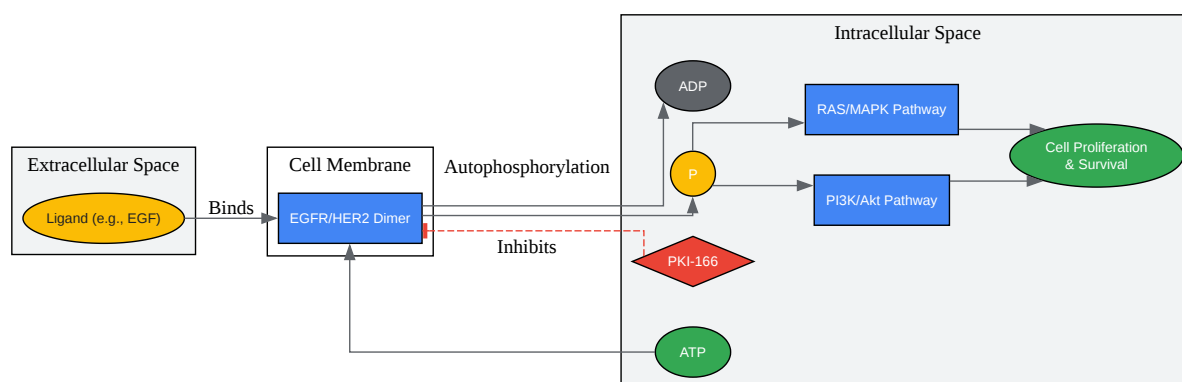 Intracellular Space
ADP
RAS/MAPK Pathway
Cell Proliferation
& Survival
Extracellular Space
Cell Membrane
Autophosphorylation
P
Ligand (e.g., EGF)
Binds
EGFR/HER2 Dimer
PI3K/Akt Pathway
Inhibits
PKI-166
ATP